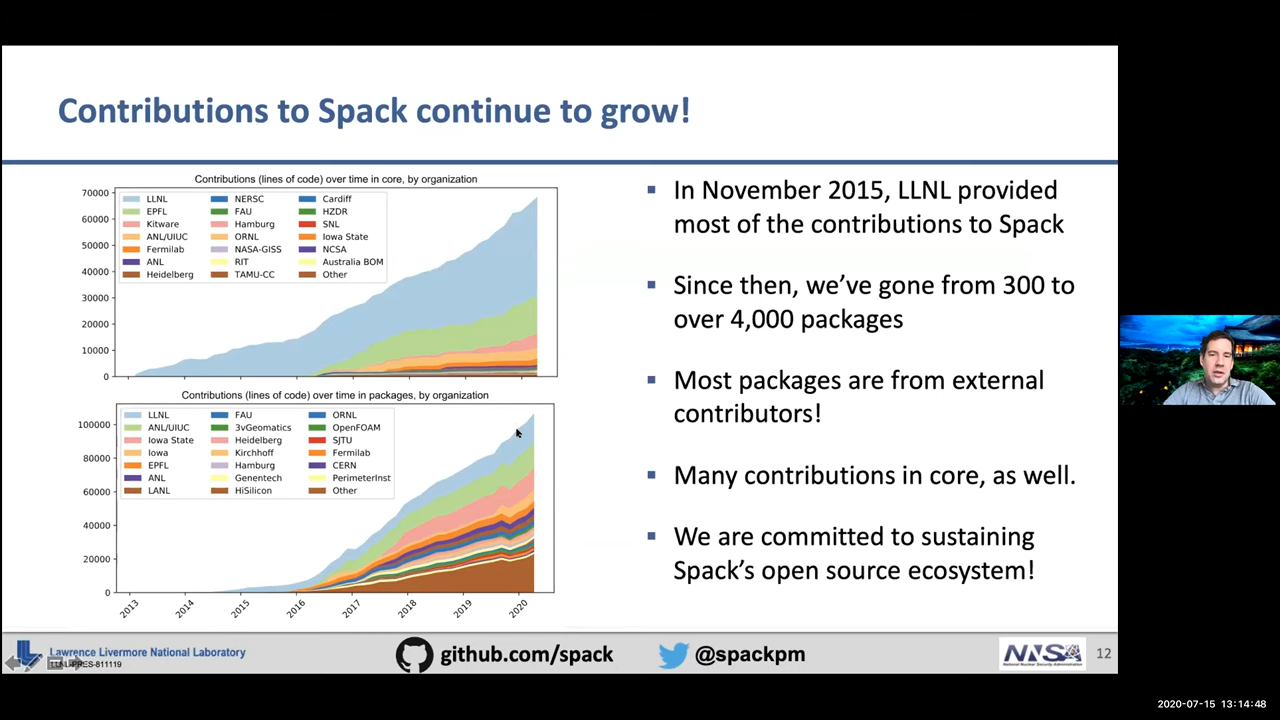 Contributions to Spack continue to grow!
Contributions (lines of code) over time in core, by organization
70000
60000
50000
40000
30000
20000
10000
0
LLNL NERSC Cardiff
EPFL FAU HZDR
Kitware Hamburg SNL
ANL/UIUC ORNL Iowa State
Fermilab NASA-GISS NCSA
ANL RIT Australia BOM
Heidelberg TAMU-CC Other
Contributions (lines of code) over time in packages, by organization
100000
80000
60000
40000
20000
0
LLNL FAU ORNL
ANL/UIUC 3vGeomatics OpenFOAM
Iowa State Heidelberg SJTU
Iowa Kirchhoff Fermilab
EPFL Hamburg CERN
ANL Genentech PerimeterInst
LANL HiSilicon Other
2013 2014 2015 2016 2017 2018 2019 2020
▪ In November 2015, LLNL provided
most of the contributions to Spack
▪ Since then, we’ve gone from 300 to
over 4,000 packages
▪ Most packages are from external
contributors!
▪ Many contributions in core, as well.
▪ We are committed to sustaining
Spack’s open source ecosystem!
Lawrence Livermore National Laboratory
LLNL-PRES-811119
github.com/spack
@spackpm
NNSA
National Nuclear Security Administration
12
2020-07-15 13:14:48